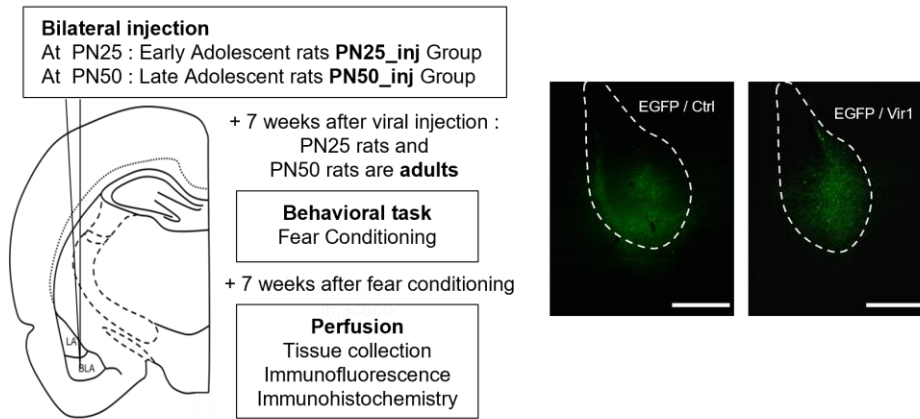 Bilateral injection
At PN25 : Early Adolescent rats PN25_inj Group
At PN50 : Late Adolescent rats PN50_inj Group
+ 7 weeks after viral injection :
PN25 rats and
PN50 rats are adults
Behavioral task
Fear Conditioning
+ 7 weeks after fear conditioning
Perfusion
Tissue collection
Immunofluorescence
Immunohistochemistry
LA
BLA
EGFP / Ctrl
EGFP / Vir1